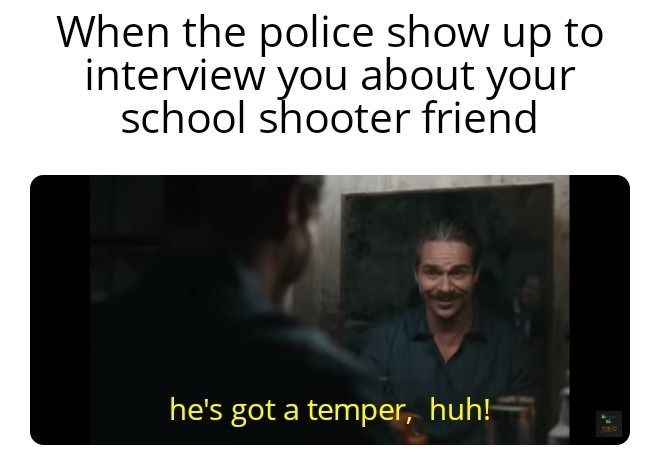 When the police show up to
interview you about your
school shooter friend
he's got a temper, huh!